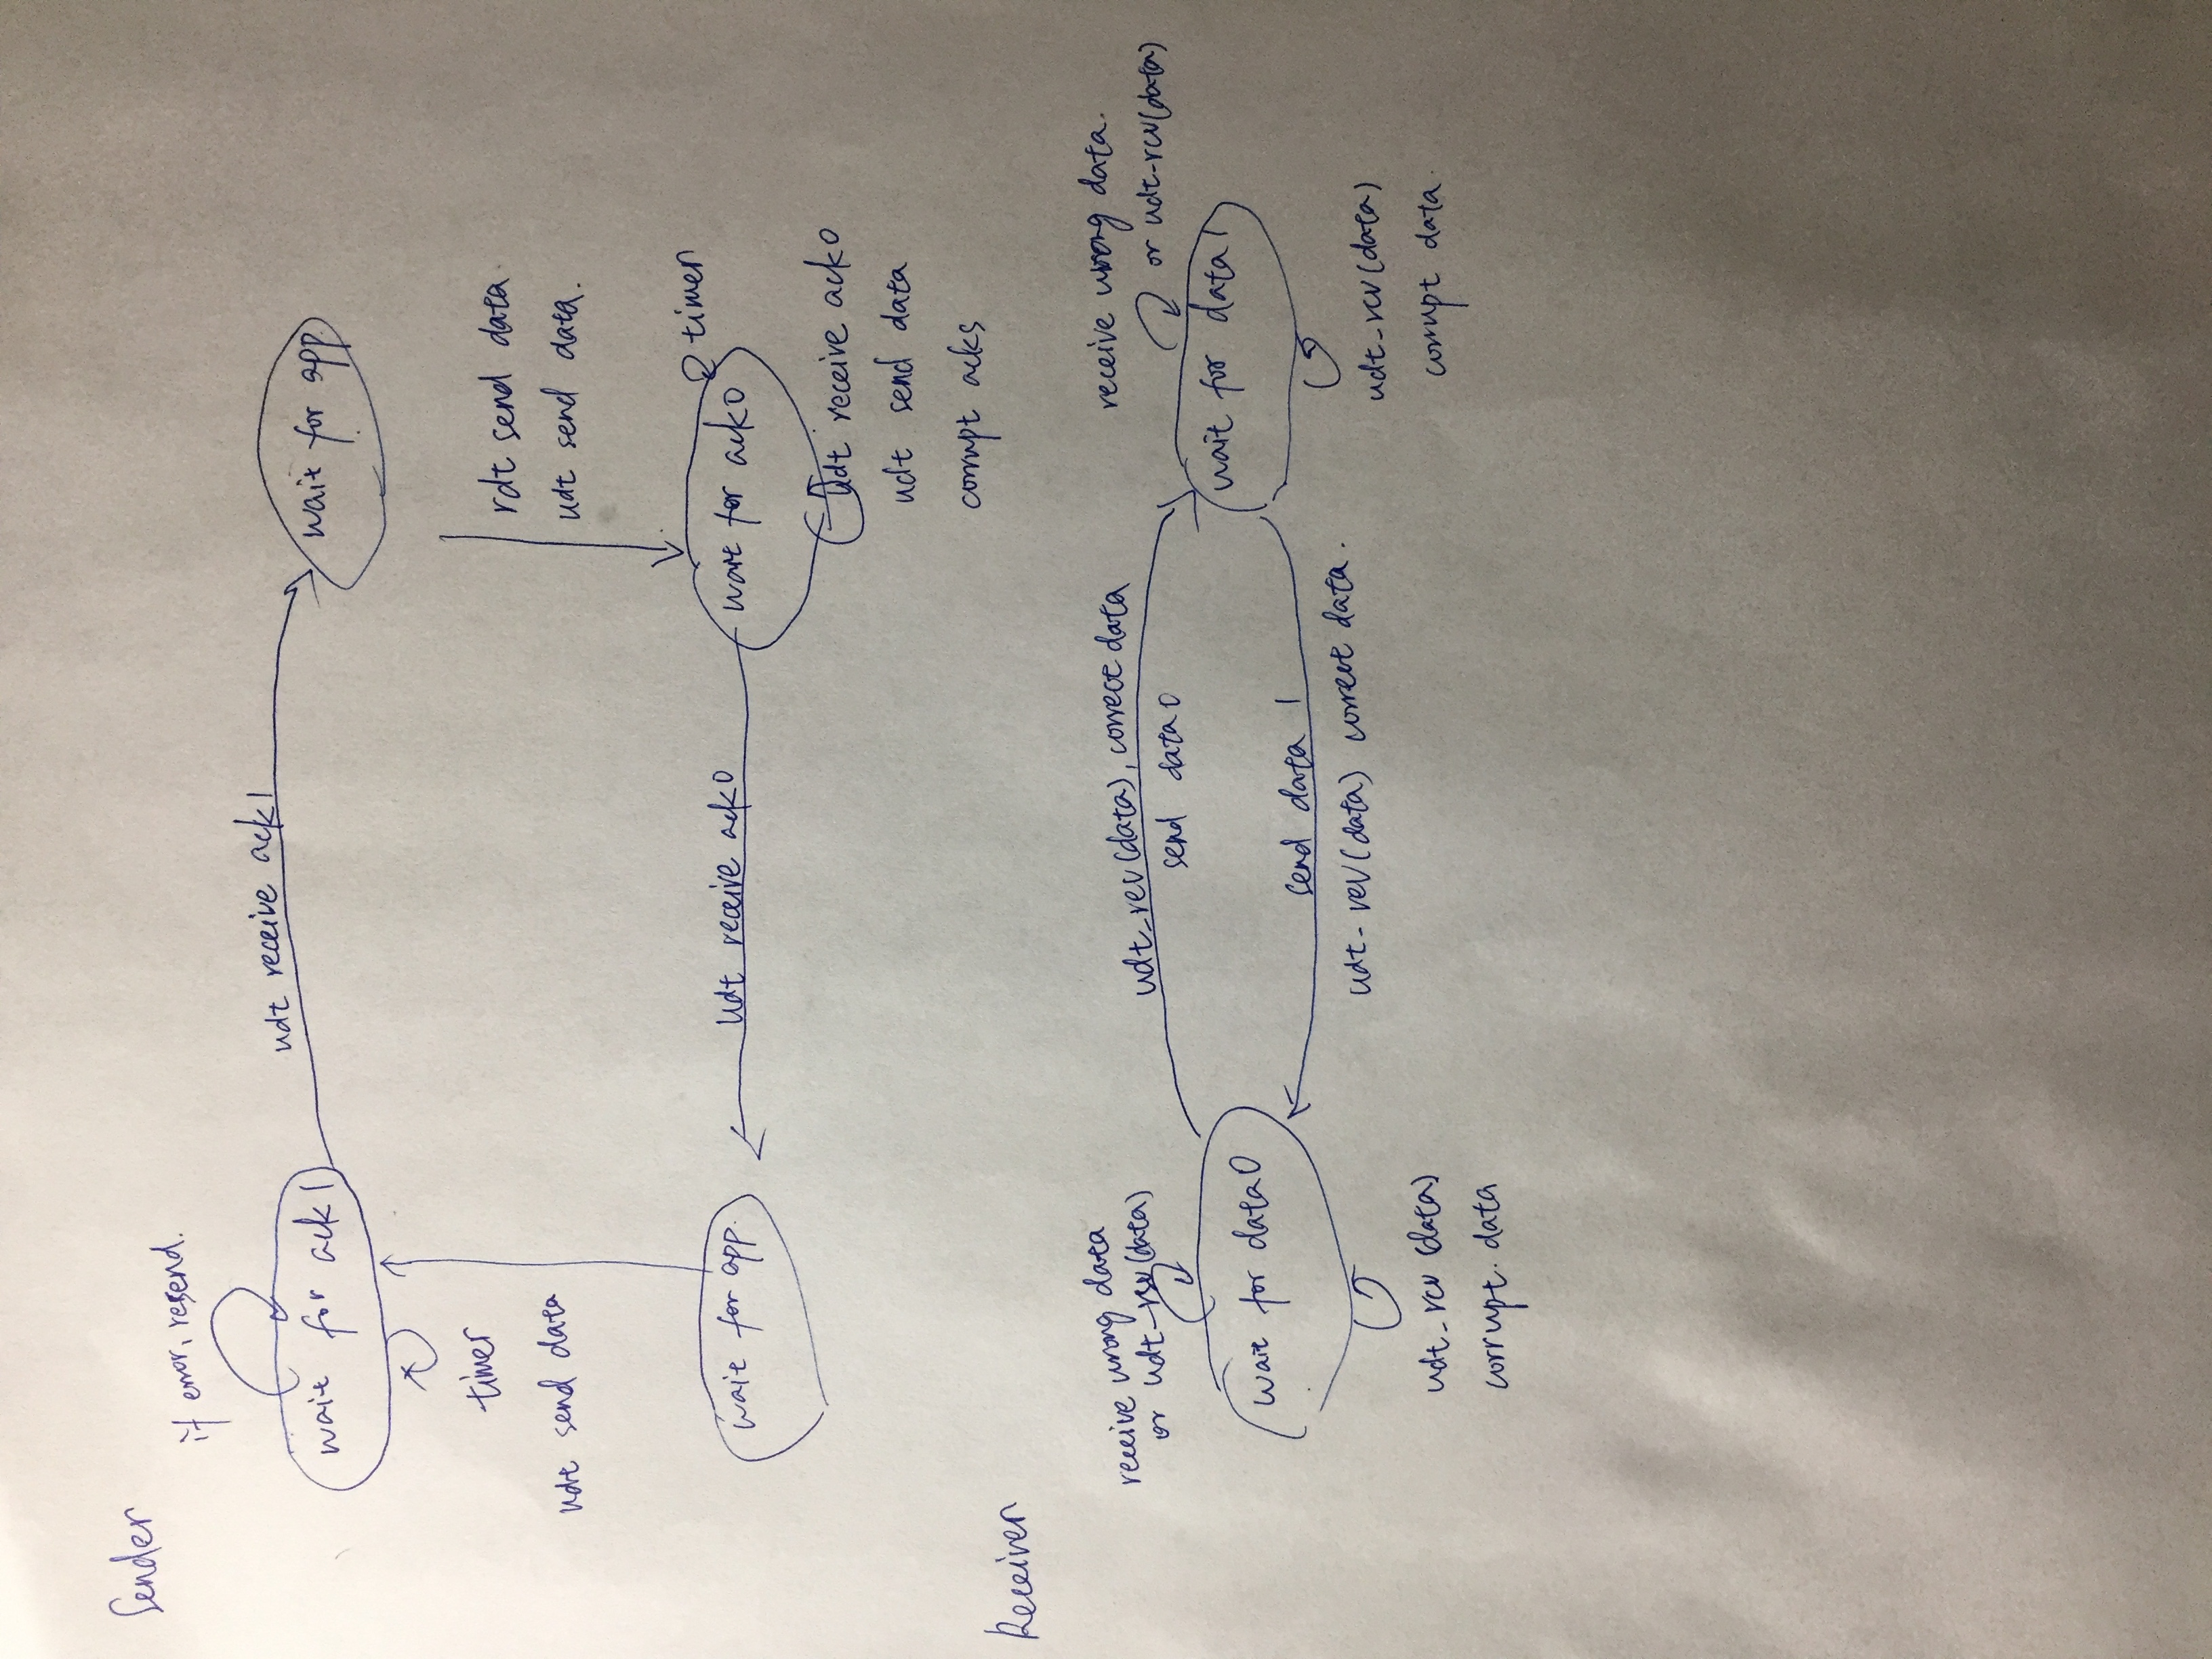 Sender
if error, resend.
udt receive ack1
wait for ack1
wait for app.
timer
udt send data
rdt send data.
udt send data.
timer
wait for app.
udt receive ack0
wait for ack0
udt receive ack0
udt send data
corrupt acks
Receiver
receive wrong data
or udt_rcv(data)
udt_rev(data), correct data
send data0
receive wrong data.
or udt-rcv(data)
wait for data0
wait for data1
send data 1
udt-rev(data) correct data.
udt_rcv (data)
corrupt. data
udt_rcv(data)
corrupt data.